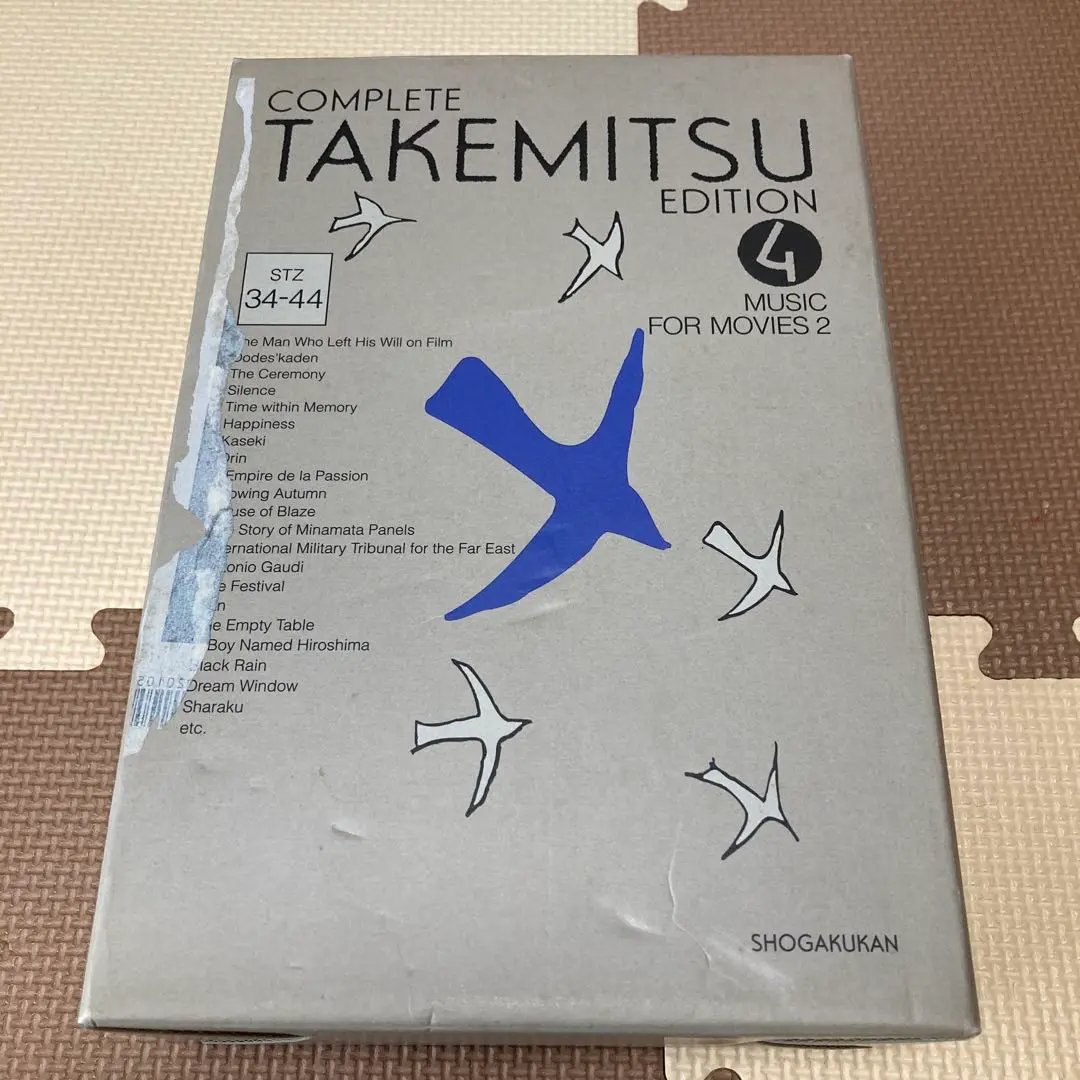 COMPLETE
TAKEMITSU
EDITION
4
MUSIC
FOR MOVIES 2
STZ
34-44
Man Who Left His Will on Film
Dodes'kaden
The Ceremony
Silence
Time within Memory
Happiness
Kaseki
Empire de la Passion
Autumn
of Blaze
Story of Minamata Panels
Military Tribunal for the Far East
Gaudi
Festival
Empty Table
Boy Named Hiroshima
Rain
Dream Window
Sharaku
etc.
SHOGAKUKAN